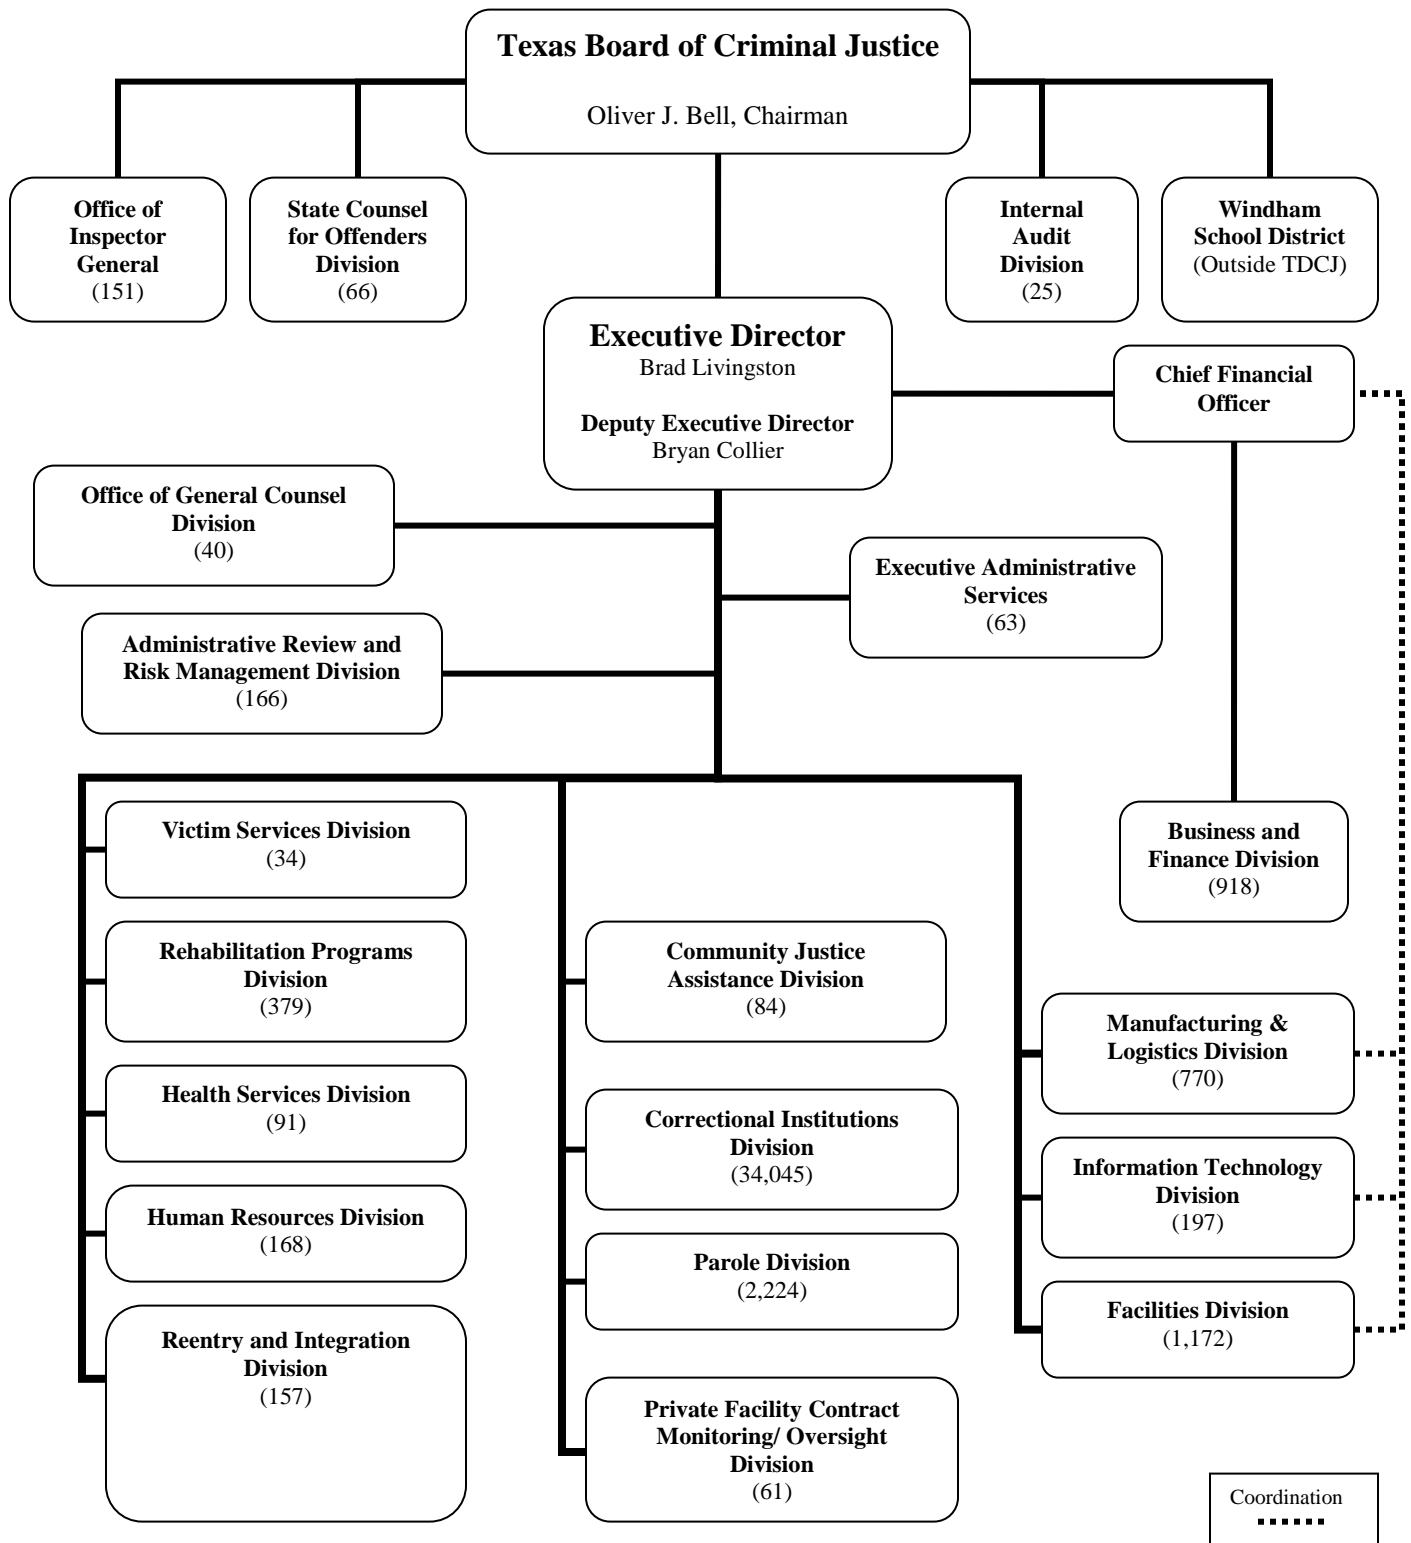 Texas Board of Criminal Justice
Oliver J. Bell, Chairman
Office of
Inspector
General
(151)
State Counsel
for Offenders
Division
(66)
Internal
Audit
Division
(25)
Windham
School District
(Outside TDCJ)
Executive Director
Brad Livingston
Deputy Executive Director
Bryan Collier
Chief Financial
Officer
Office of General Counsel
Division
(40)
Executive Administrative
Services
(63)
Administrative Review and
Risk Management Division
(166)
Victim Services Division
(34)
Rehabilitation Programs
Division
(379)
Health Services Division
(91)
Human Resources Division
(168)
Reentry and Integration
Division
(157)
Community Justice
Assistance Division
(84)
Correctional Institutions
Division
(34,045)
Parole Division
(2,224)
Private Facility Contract
Monitoring/ Oversight
Division
(61)
Business and
Finance Division
(918)
Manufacturing &
Logistics Division
(770)
Information Technology
Division
(197)
Facilities Division
(1,172)
Coordination